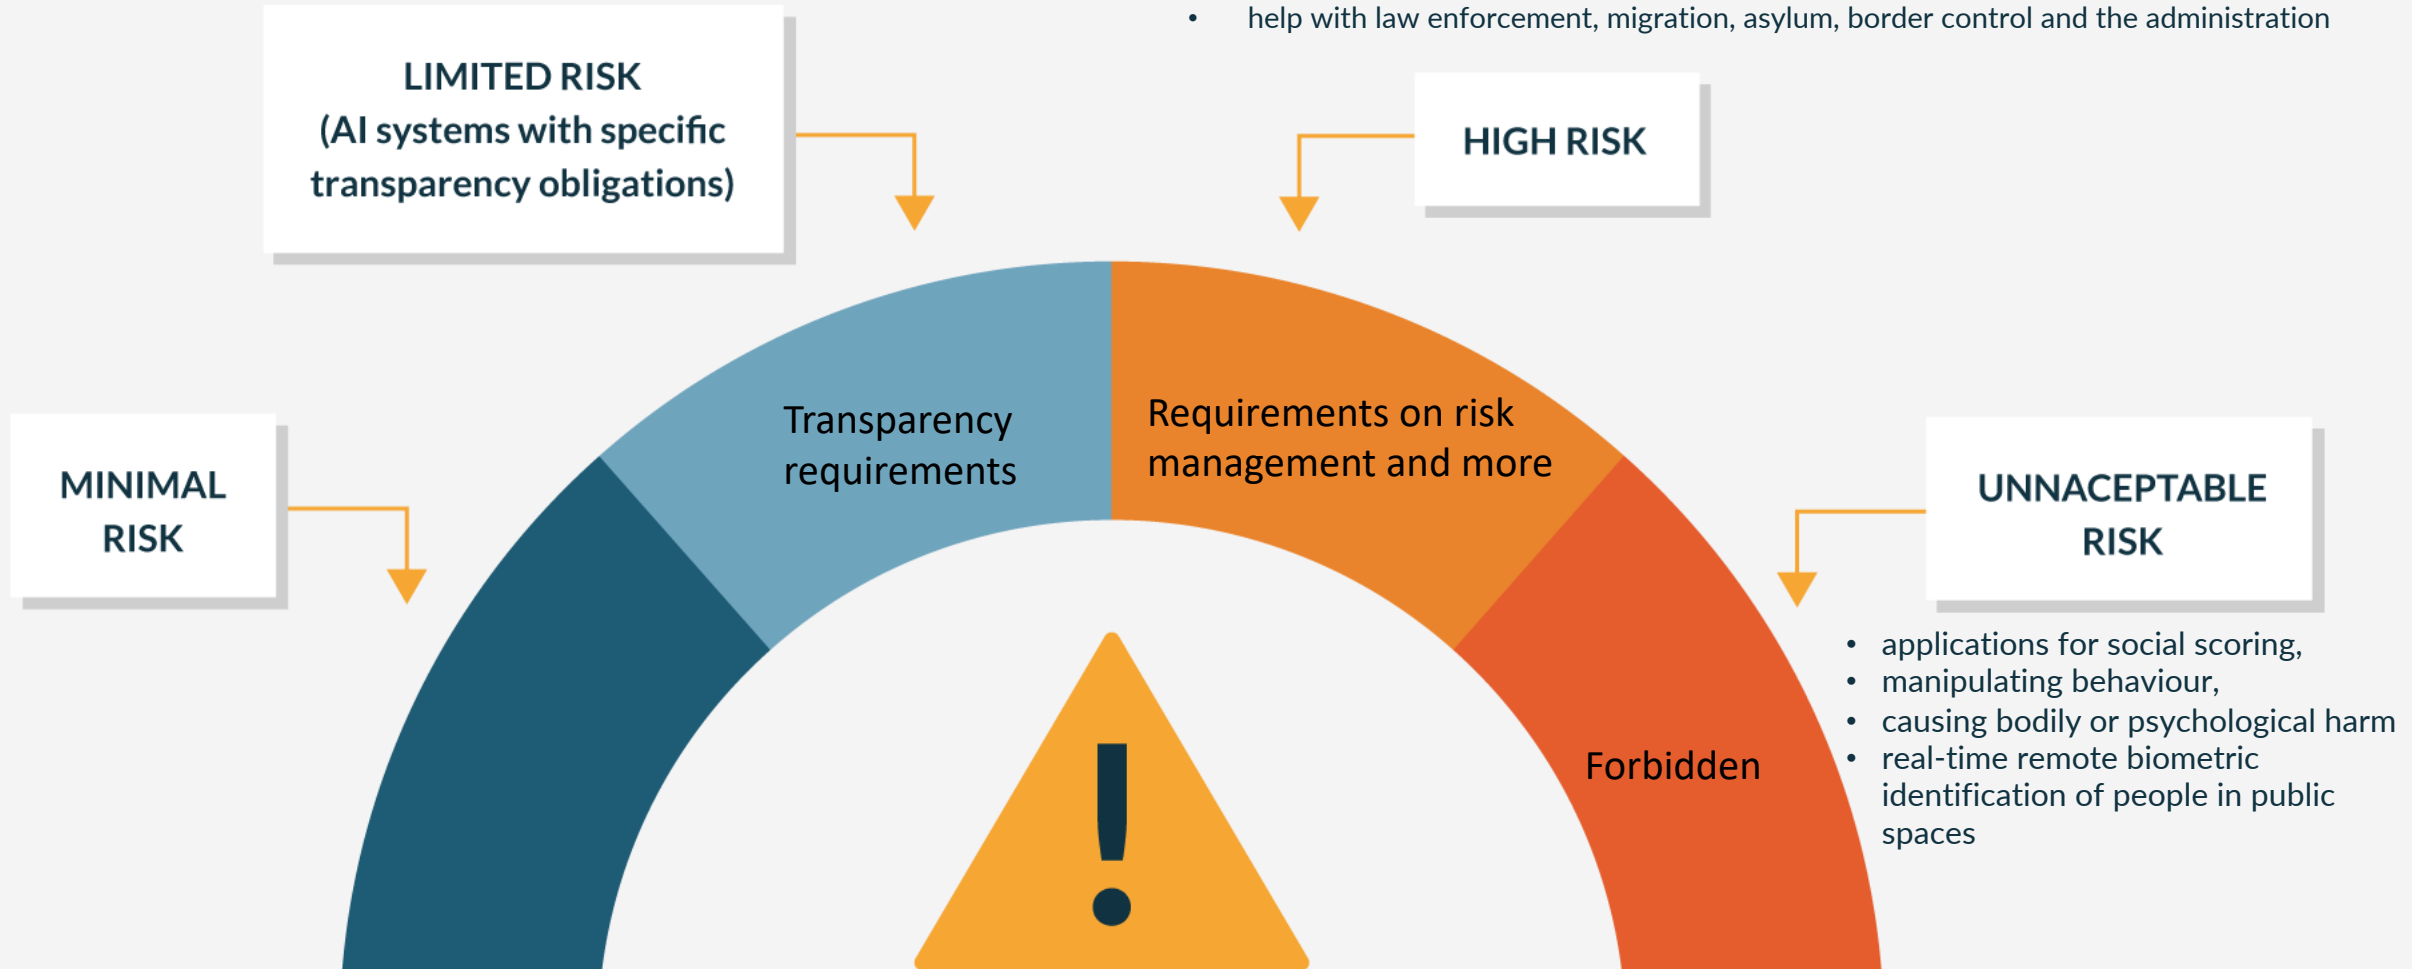 • help with law enforcement, migration, asylum, border control and the administration
LIMITED RISK
(AI systems with specific
transparency obligations)
HIGH RISK
Transparency
requirements
Requirements on risk
management and more
MINIMAL
RISK
UNNACEPTABLE
RISK
• applications for social scoring,
• manipulating behaviour,
• causing bodily or psychological harm
• real-time remote biometric
identification of people in public
spaces
Forbidden
!